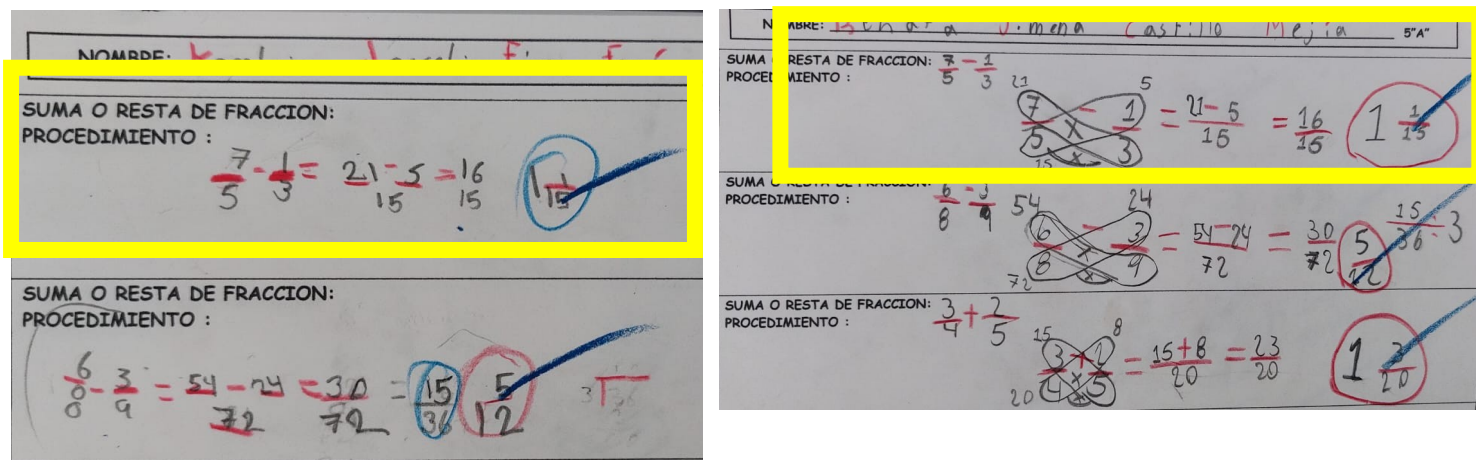 NOMBRE:
SUMA O RESTA DE FRACCION:
PROCEDIMIENTO :
7/5 - 1/3 = 21 - 5/15 = 16/15 1 1/15
SUMA O RESTA DE FRACCION:
PROCEDIMIENTO :
6/8 - 3/9 = 54 - 24/72 = 30/72 = 15/36 5/12 3
NOMBRE: Jimena Castillo Mejía 5"A"
SUMA O RESTA DE FRACCION: 7/5 - 1/3
PROCEDIMIENTO :
21 5
7/5 - 1/3 = 21 - 5/15 = 16/15 1 1/15
15
SUMA O RESTA DE FRACCION: 6/8 - 3/9
PROCEDIMIENTO :
54 24
6/8 - 3/9 = 54 - 24/72 = 30/72 5/12 15/36 ÷ 3
72
SUMA O RESTA DE FRACCION: 3/4 + 2/5
PROCEDIMIENTO :
15 8
3/4 + 2/5 = 15 + 8/20 = 23/20 1 3/20
20